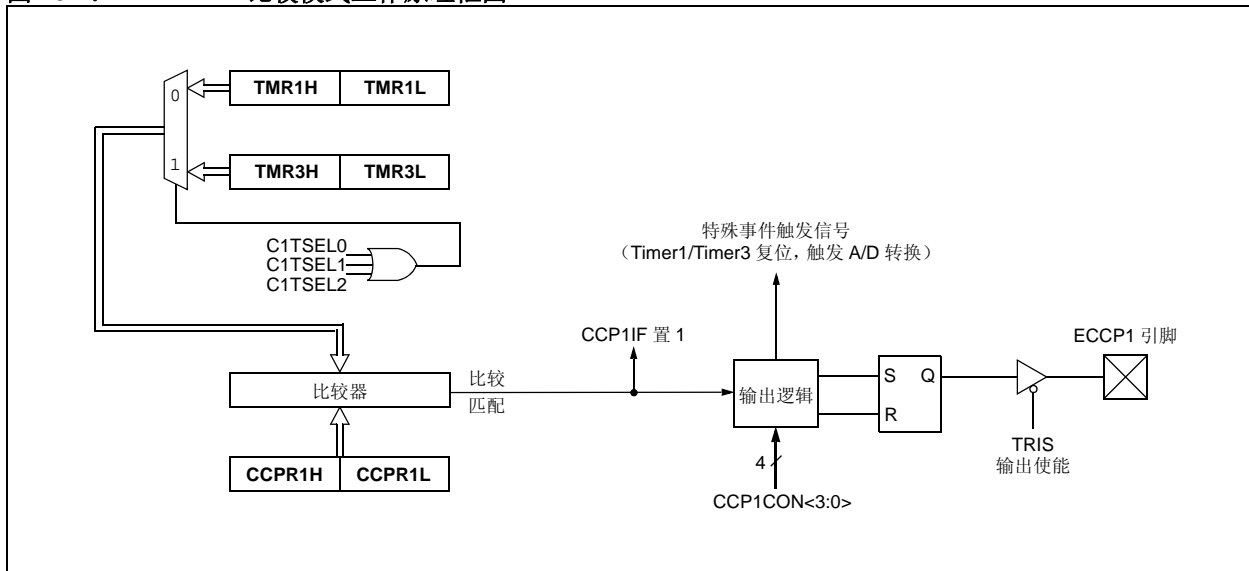 0
TMR1H TMR1L
1
TMR3H TMR3L
C1TSEL0
C1TSEL1
C1TSEL2
特殊事件触发信号
（Timer1/Timer3 复位，触发 A/D 转换）
CCP1IF 置 1
ECCP1 引脚
比较器
比较
匹配
输出逻辑
S Q
R
CCPR1H CCPR1L
4
CCP1CON<3:0>
TRIS
输出使能